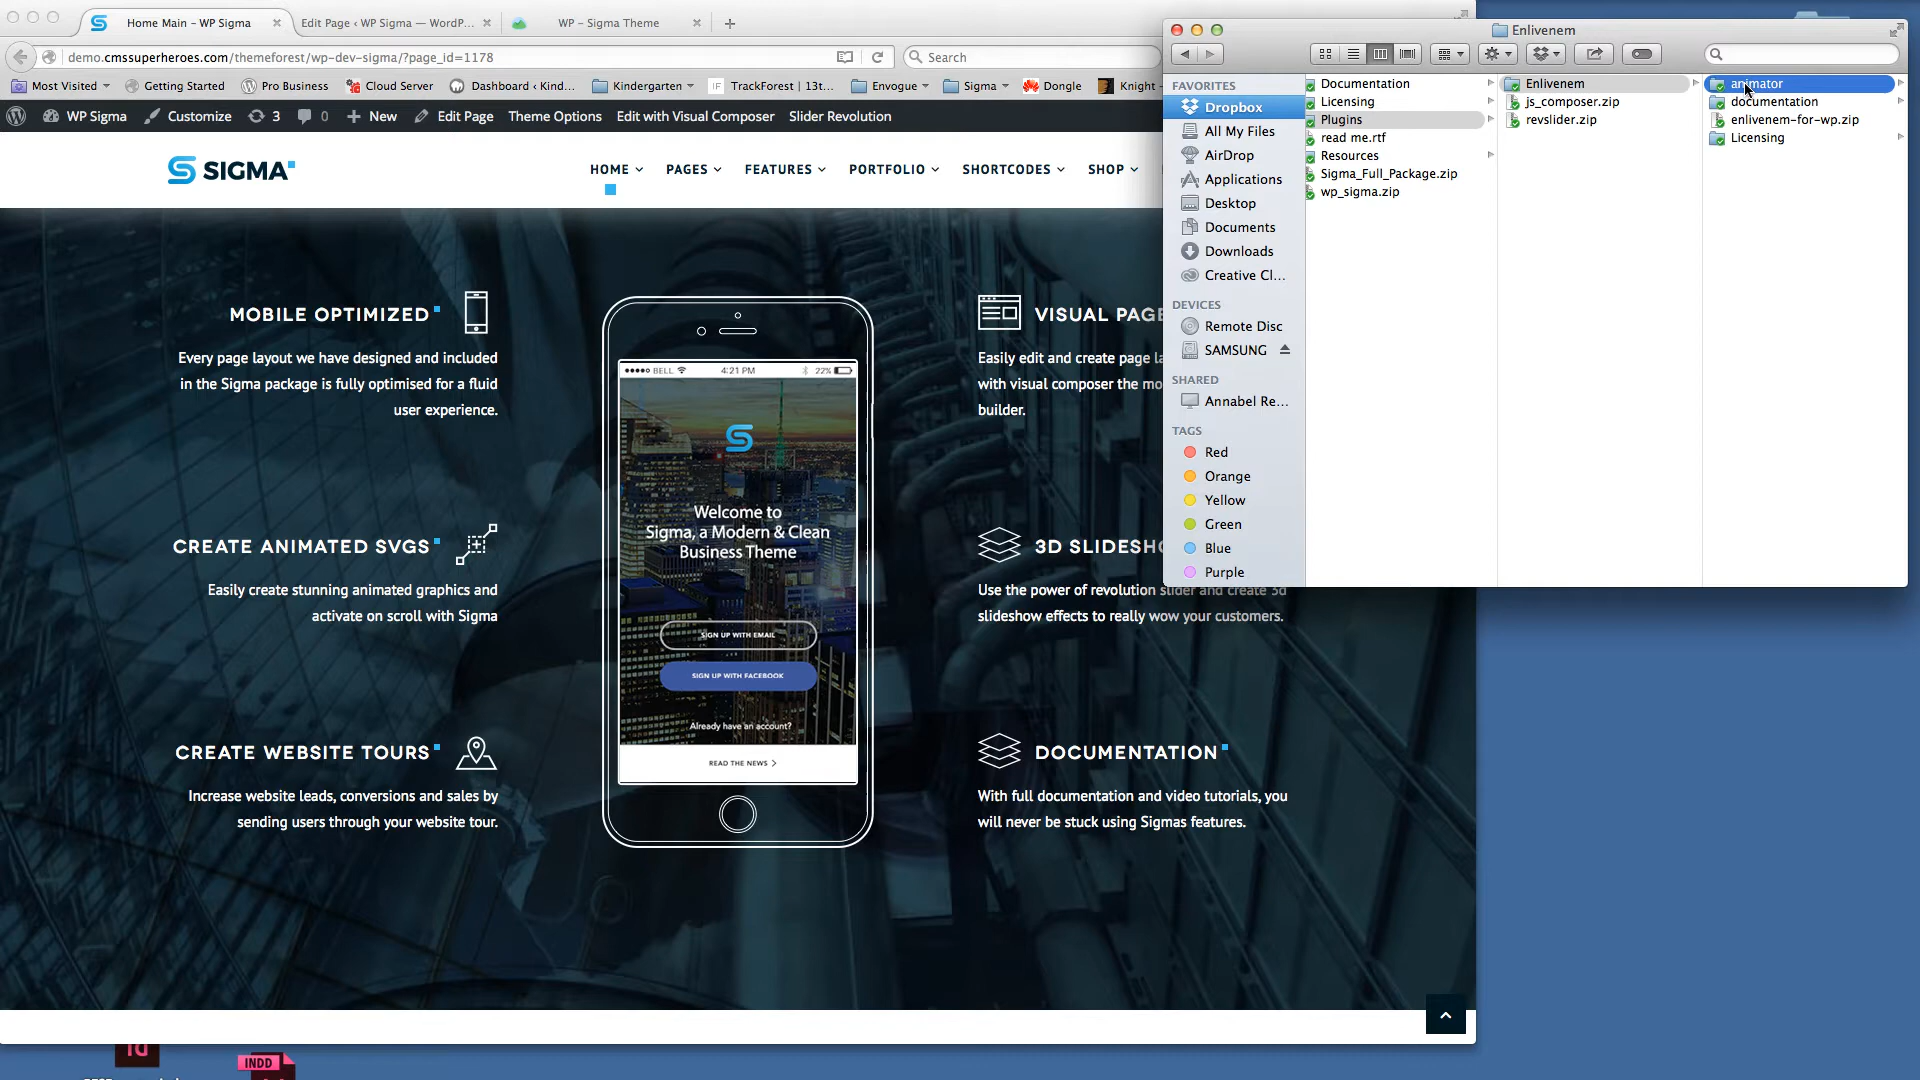 Home Main – WP Sigma
Edit Page ‹ WP Sigma — WordP...
WP – Sigma Theme
demo.cmssuperheroes.com/themeforest/wp-dev-sigma/?page_id=1178
Search
Most Visited
Getting Started
Pro Business
Cloud Server
Dashboard ‹ Kind...
Kindergarten
IF TrackForest | 13t...
Envogue
Sigma
Dongle
Knight -
WP Sigma
Customize
3
0
New
Edit Page
Theme Options
Edit with Visual Composer
Slider Revolution
SIGMA
HOME
PAGES
FEATURES
PORTFOLIO
SHORTCODES
SHOP
MOBILE OPTIMIZED
Every page layout we have designed and included
in the Sigma package is fully optimised for a fluid
user experience.
CREATE ANIMATED SVGS
Easily create stunning animated graphics and
activate on scroll with Sigma
CREATE WEBSITE TOURS
Increase website leads, conversions and sales by
sending users through your website tour.
BELL
4:21 PM
22%
Welcome to
Sigma, a Modern & Clean
Business Theme
SIGN UP WITH EMAIL
SIGN UP WITH FACEBOOK
Already have an account?
READ THE NEWS >
VISUAL PAGE
Easily edit and create page la
with visual composer the mo
builder.
3D SLIDESHO
Use the power of revolution slider and create 3d
slideshow effects to really wow your customers.
DOCUMENTATION
With full documentation and video tutorials, you
will never be stuck using Sigmas features.
Enlivenem
FAVORITES
Dropbox
All My Files
AirDrop
Applications
Desktop
Documents
Downloads
Creative Cl...
DEVICES
Remote Disc
SAMSUNG
SHARED
Annabel Re...
TAGS
Red
Orange
Yellow
Green
Blue
Purple
Documentation
Licensing
Plugins
read me.rtf
Resources
Sigma_Full_Package.zip
wp_sigma.zip
Enlivenem
js_composer.zip
revslider.zip
animator
documentation
enlivenem-for-wp.zip
Licensing
Id
INDD